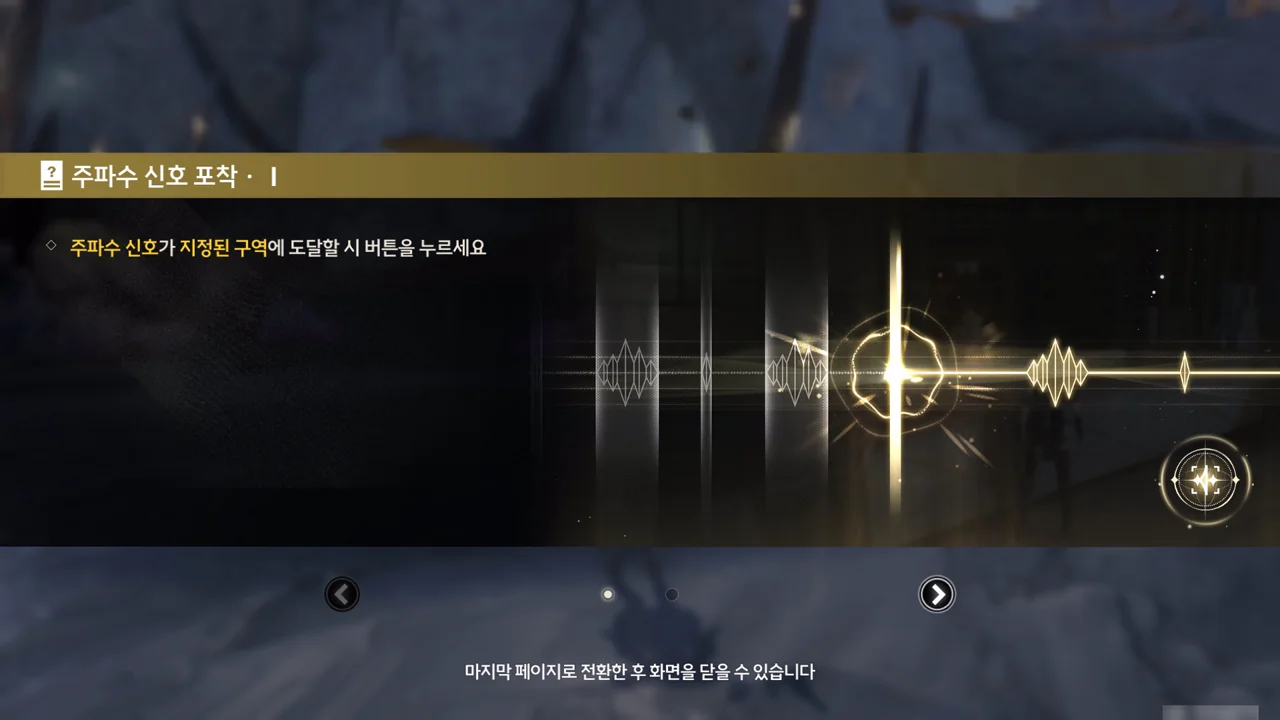 주파수 신호 포착 · I
주파수 신호가 지정된 구역에 도달할 시 버튼을 누르세요
마지막 페이지로 전환한 후 화면을 닫을 수 있습니다